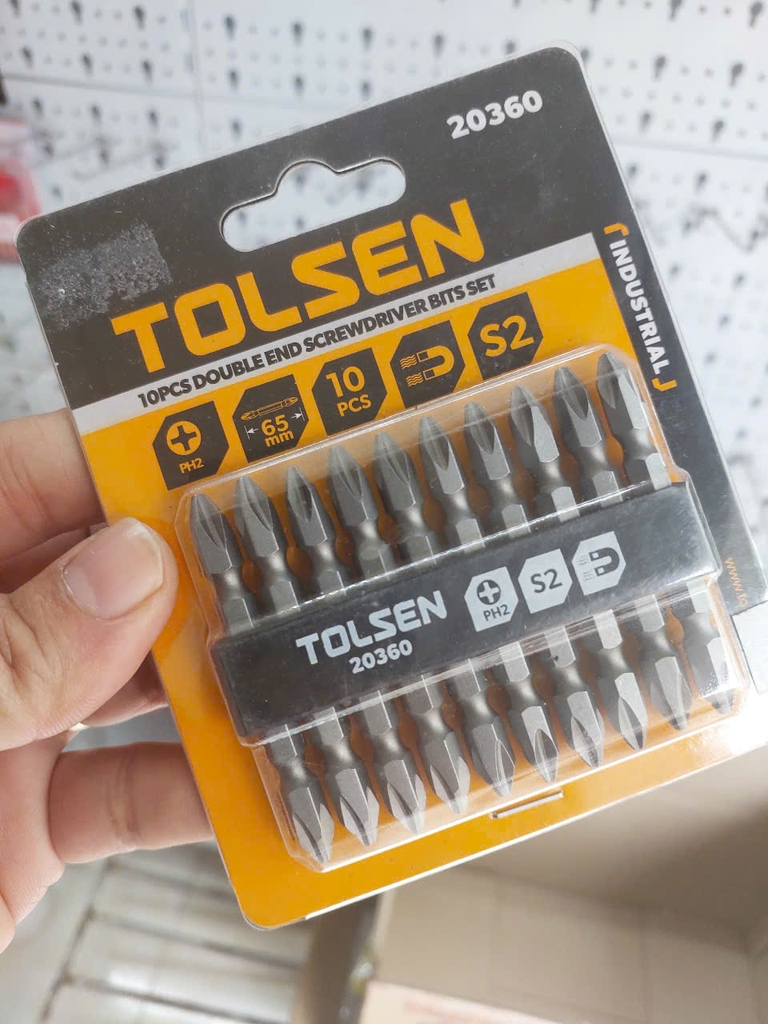 20360
TOLSEN
10PCS DOUBLE END SCREWDRIVER BITS SET
INDUSTRIAL
PH2
65
mm
10
PCS
S2
TOLSEN
20360
PH2
S2